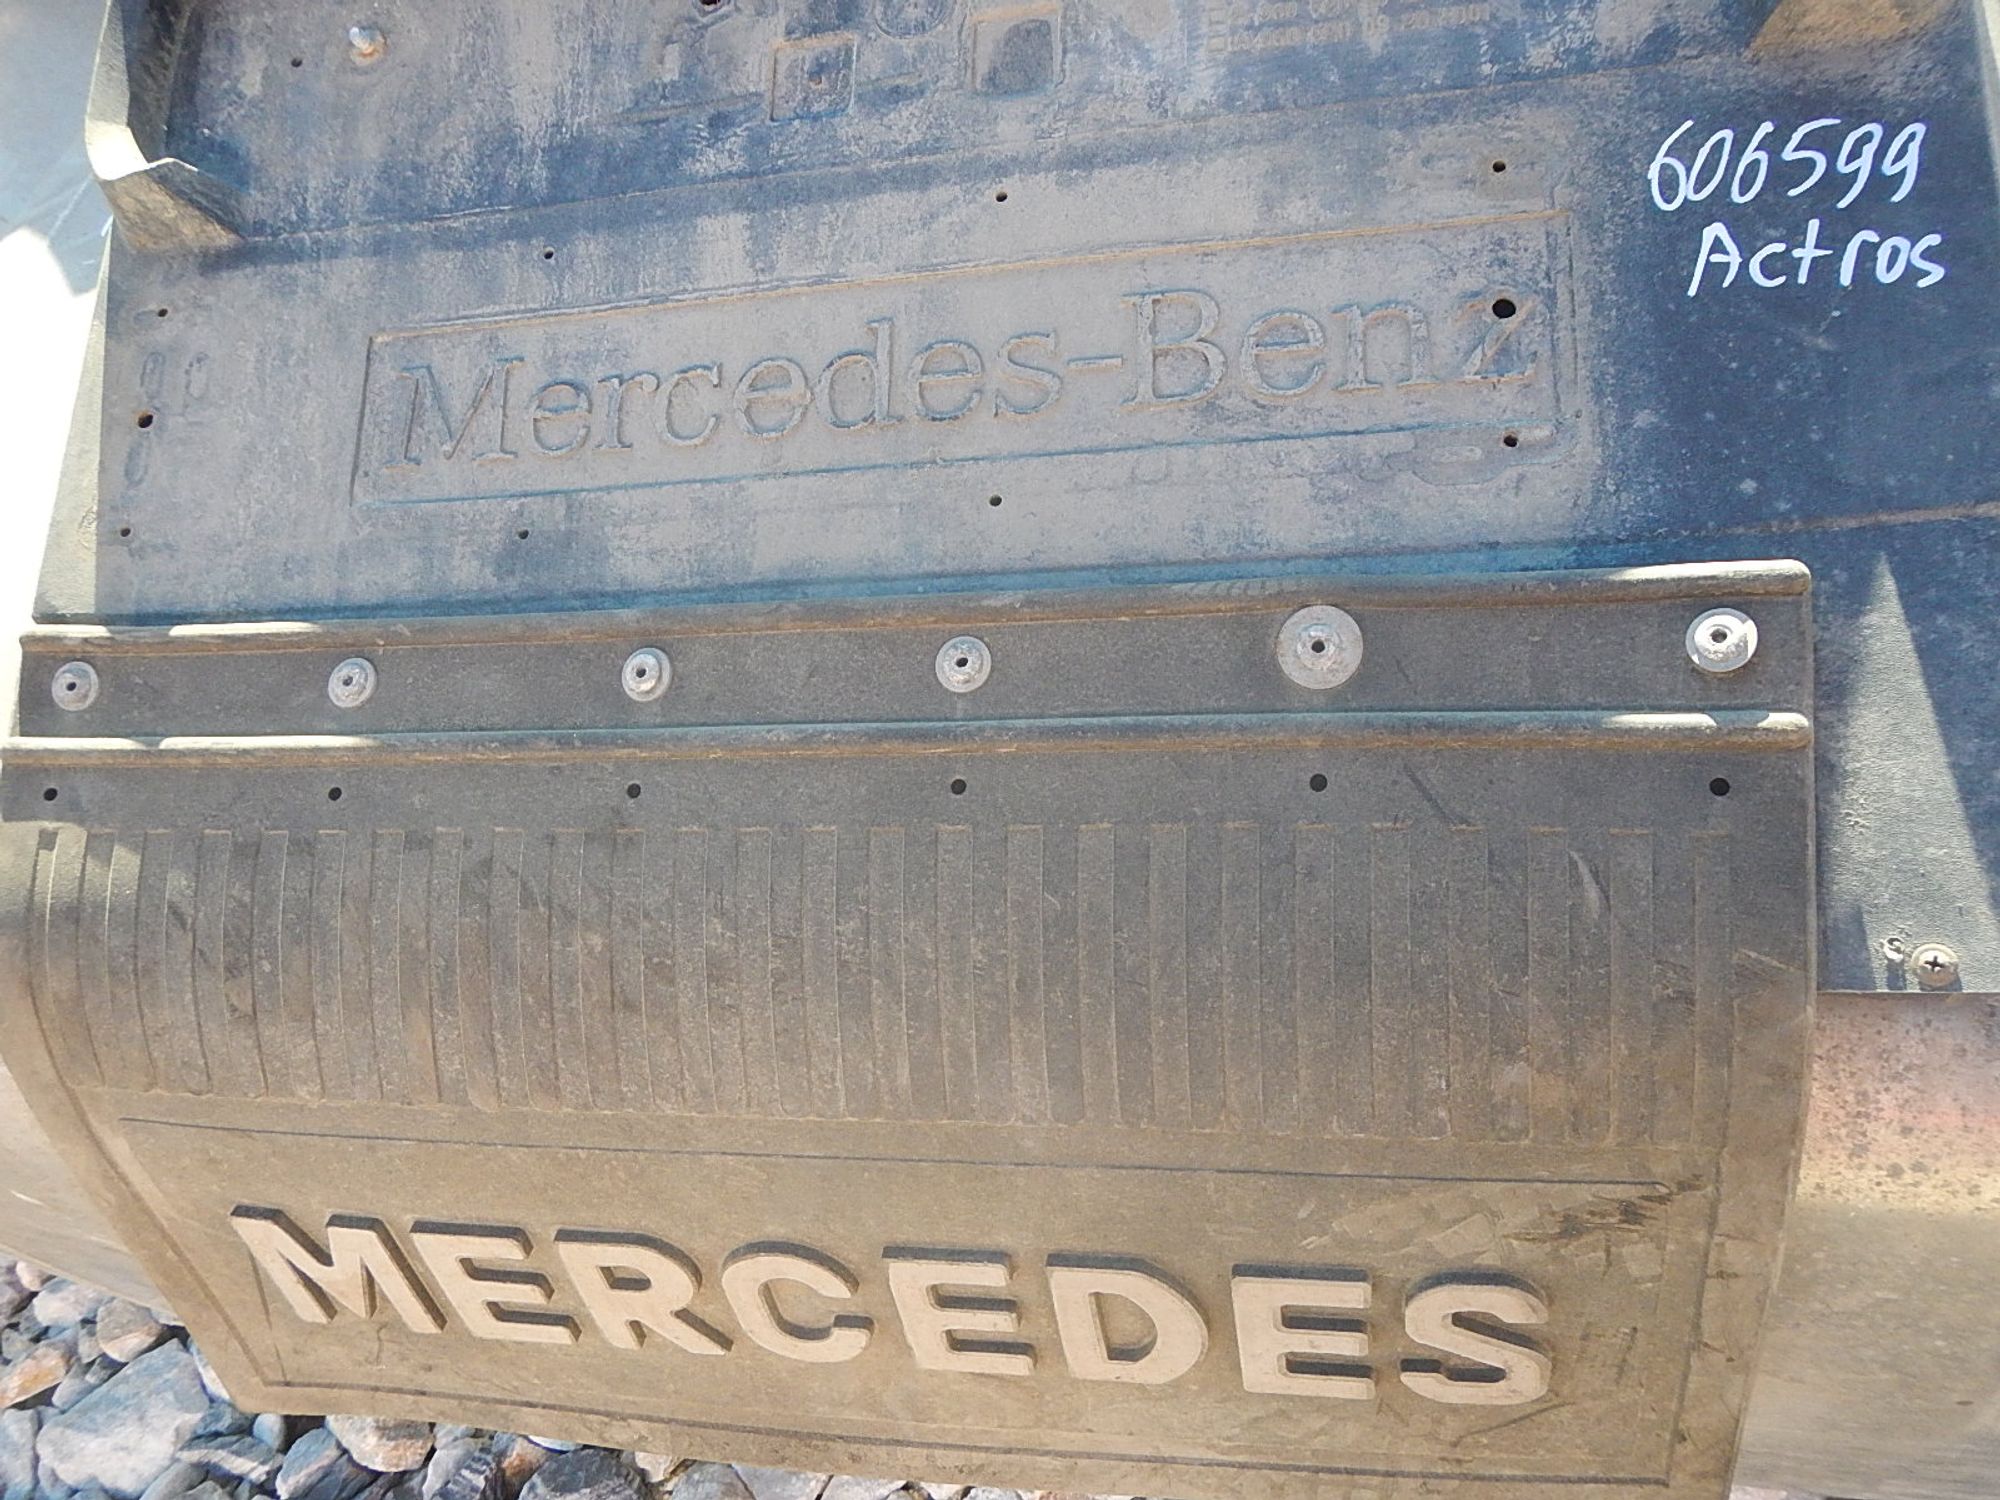 606599
Actros
Mercedes-Benz
MERCEDES